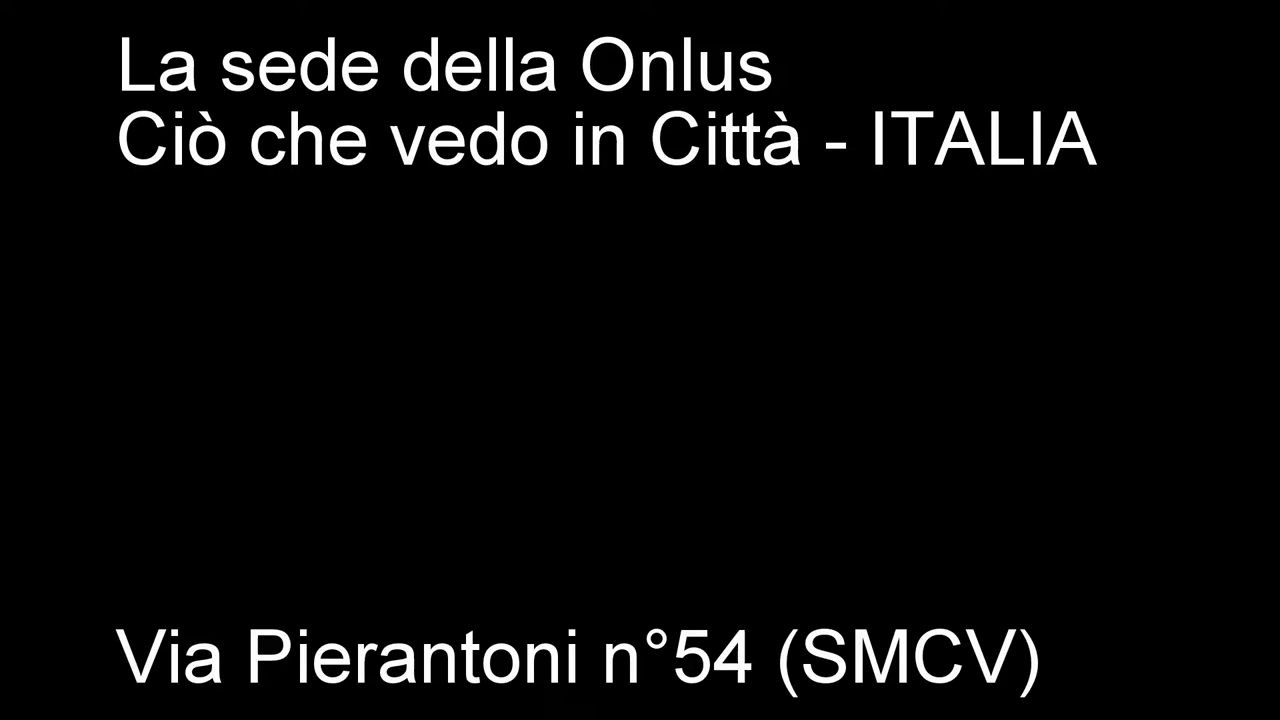 La sede della Onlus
Ciò che vedo in Città - ITALIA
Via Pierantoni n°54 (SMCV)